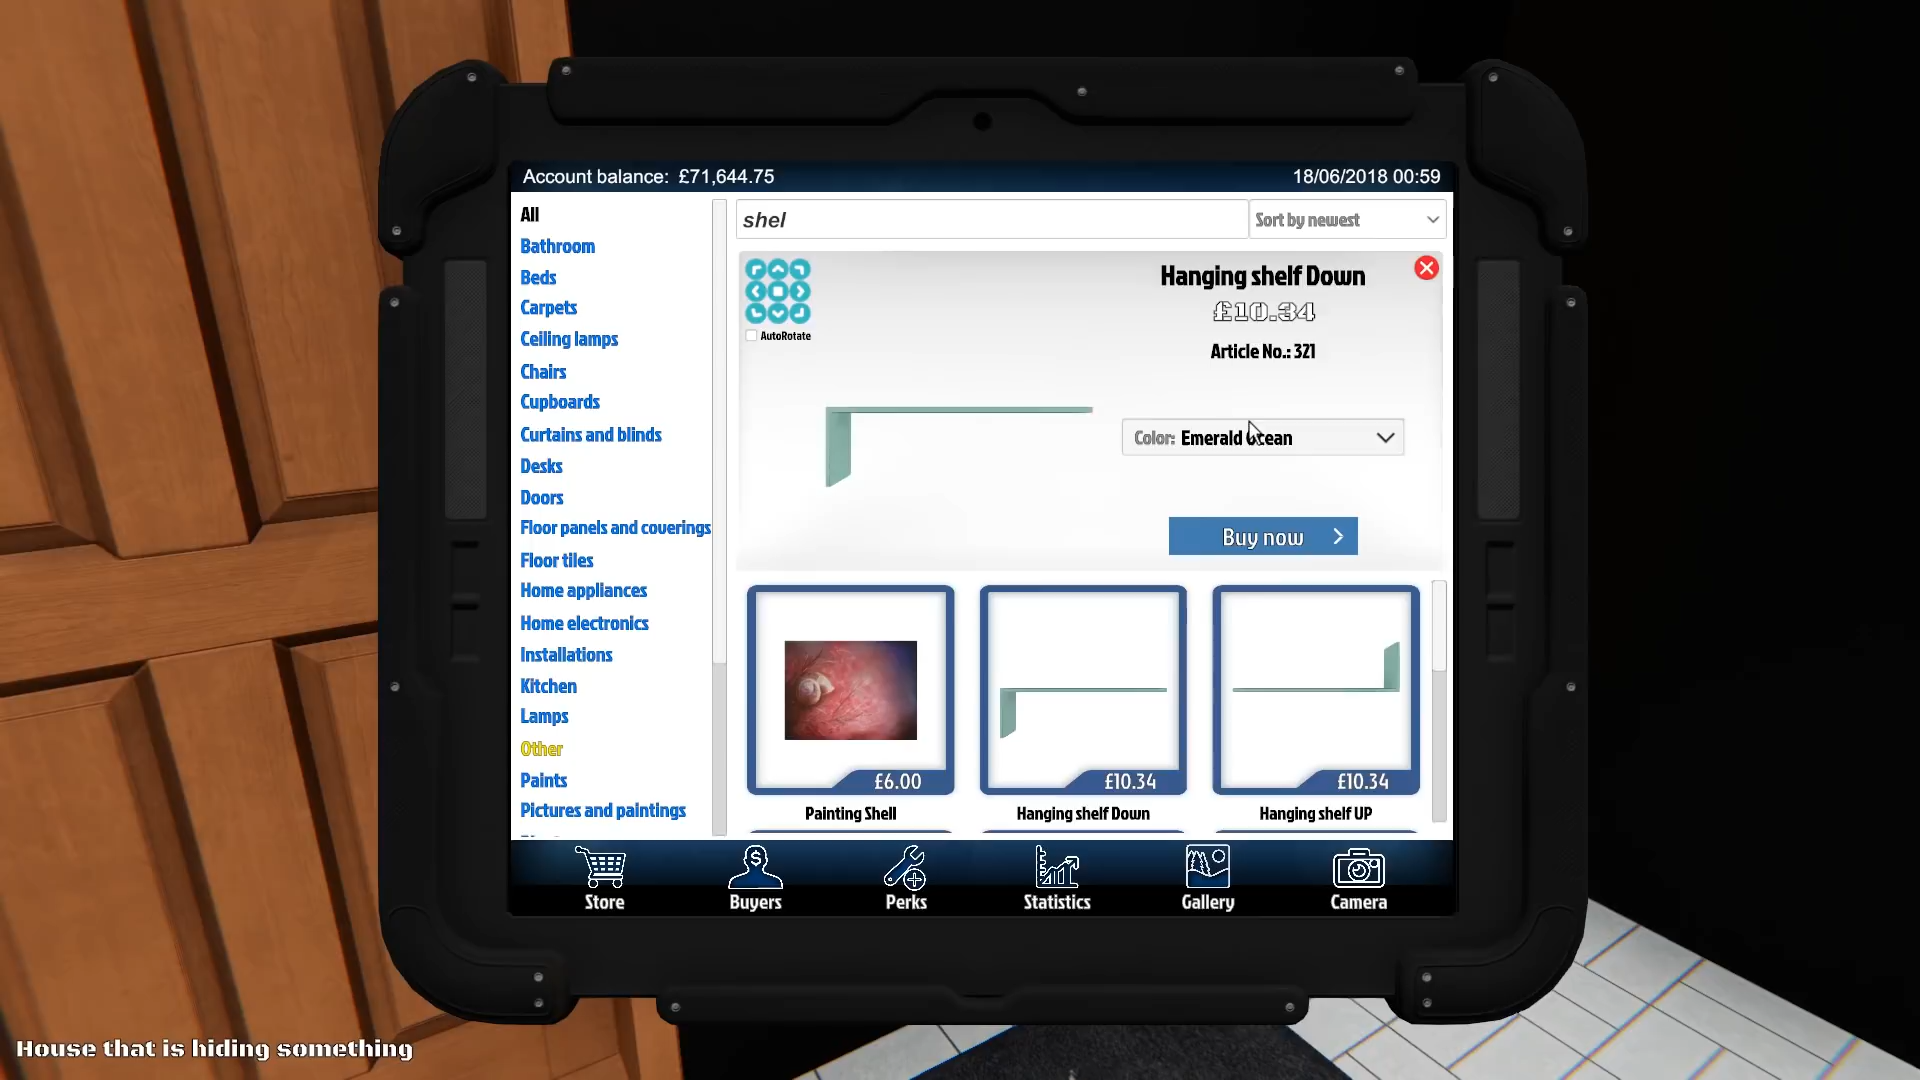 Account balance: £71,644.75
18/06/2018 00:59
All
Bathroom
Beds
Carpets
Ceiling lamps
Chairs
Cupboards
Curtains and blinds
Desks
Doors
Floor panels and coverings
Floor tiles
Home appliances
Home electronics
Installations
Kitchen
Lamps
Other
Paints
Pictures and paintings
shel
Sort by newest
AutoRotate
Hanging shelf Down
£10.34
Article No.: 321
Color: Emerald Ocean
Buy now
£6.00
Painting Shell
£10.34
Hanging shelf Down
£10.34
Hanging shelf UP
Store
Buyers
Perks
Statistics
Gallery
Camera
House that is hiding something